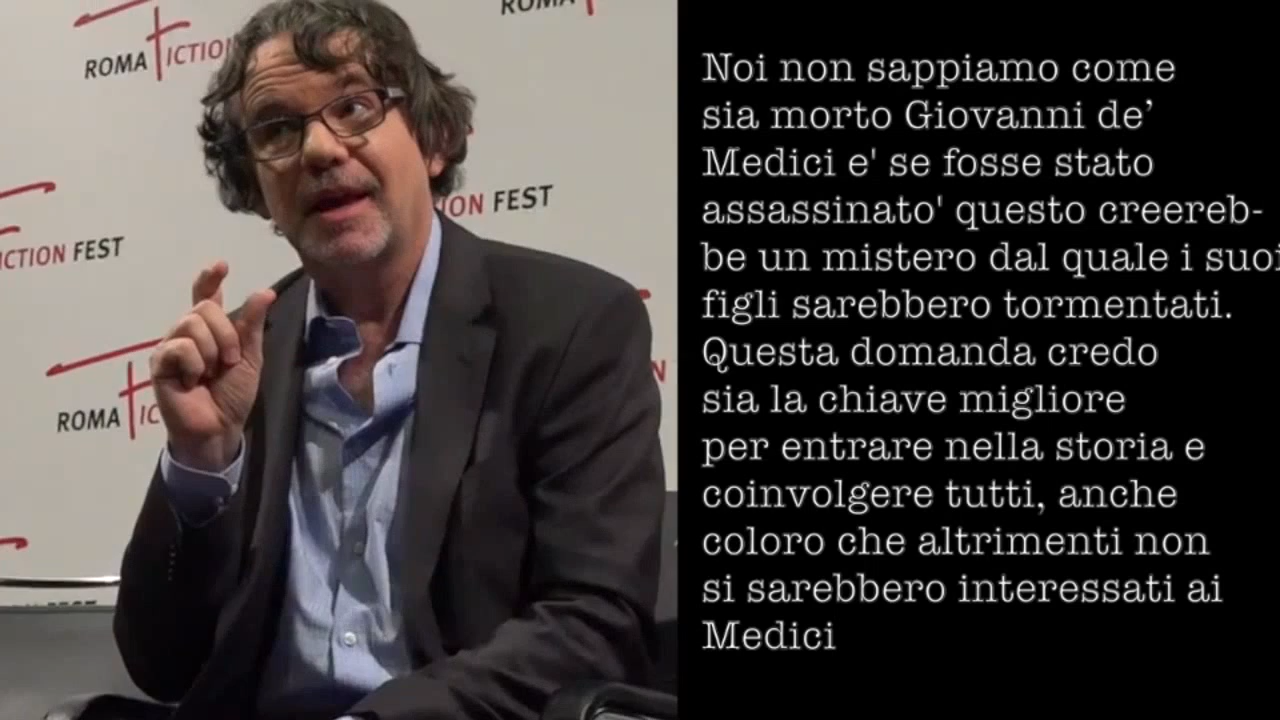 ROMA FICTION
ROMA F
ION FEST
ICTION FEST
ROMA FIC
N
Noi non sappiamo come
sia morto Giovanni de’
Medici e' se fosse stato
assassinato' questo creereb-
be un mistero dal quale i suoi
figli sarebbero tormentati.
Questa domanda credo
sia la chiave migliore
per entrare nella storia e
coinvolgere tutti, anche
coloro che altrimenti non
si sarebbero interessati ai
Medici